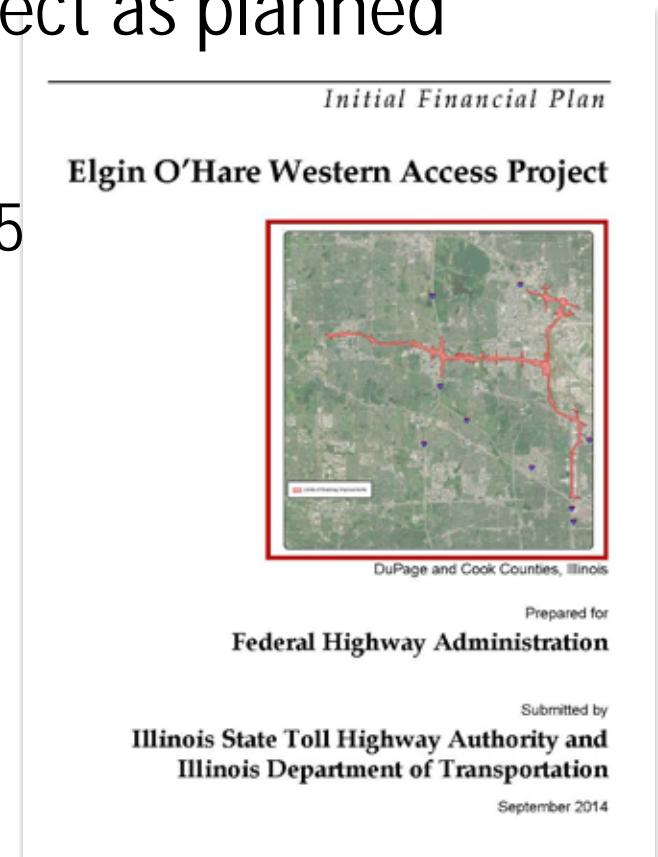 ect as planned
5
Initial Financial Plan
Elgin O'Hare Western Access Project
DuPage and Cook Counties, Illinois
Prepared for
Federal Highway Administration
Submitted by
Illinois State Toll Highway Authority and
Illinois Department of Transportation
September 2014